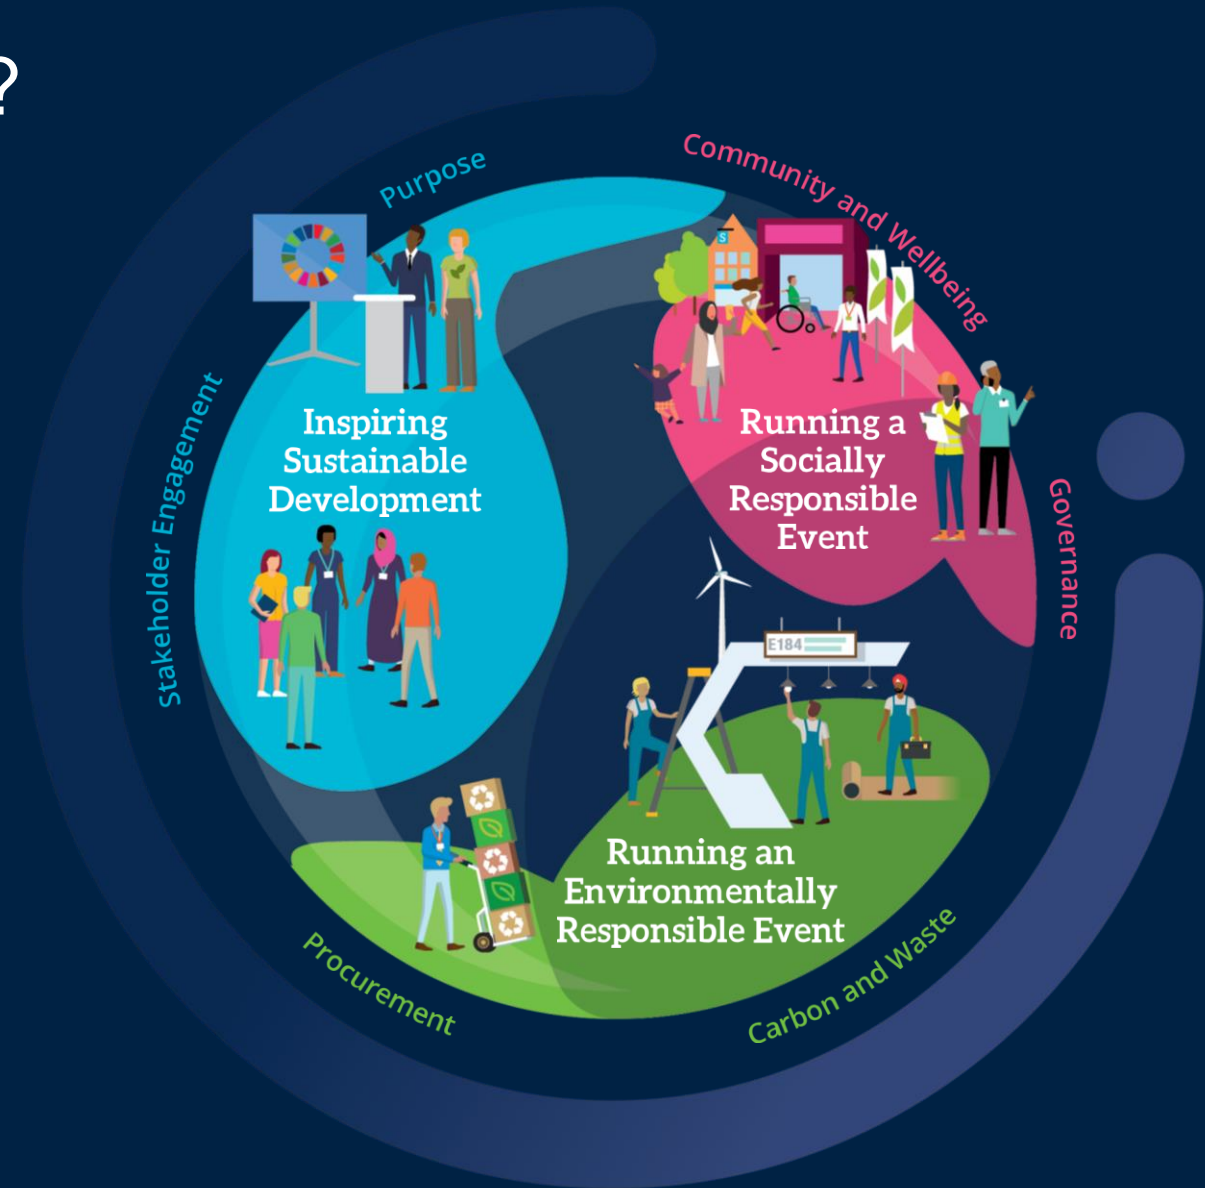 ?
Purpose
Community and Wellbeing
S
Stakeholder Engagement
Inspiring
Sustainable
Development
Running a
Socially
Responsible
Event
Governance
E184
Running an
Environmentally
Responsible Event
Procurement
Carbon and Waste